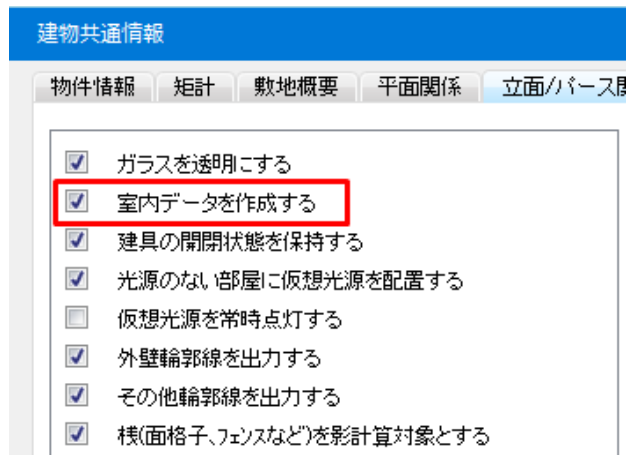 建物共通情報
物件情報 矩計 敷地概要 平面関係 立面/パース関
ガラスを透明にする
室内データを作成する
建具の開閉状態を保持する
光源のない部屋に仮想光源を配置する
仮想光源を常時点灯する
外壁輪郭線を出力する
その他輪郭線を出力する
桟(面格子、フェンスなど)を影計算対象とする